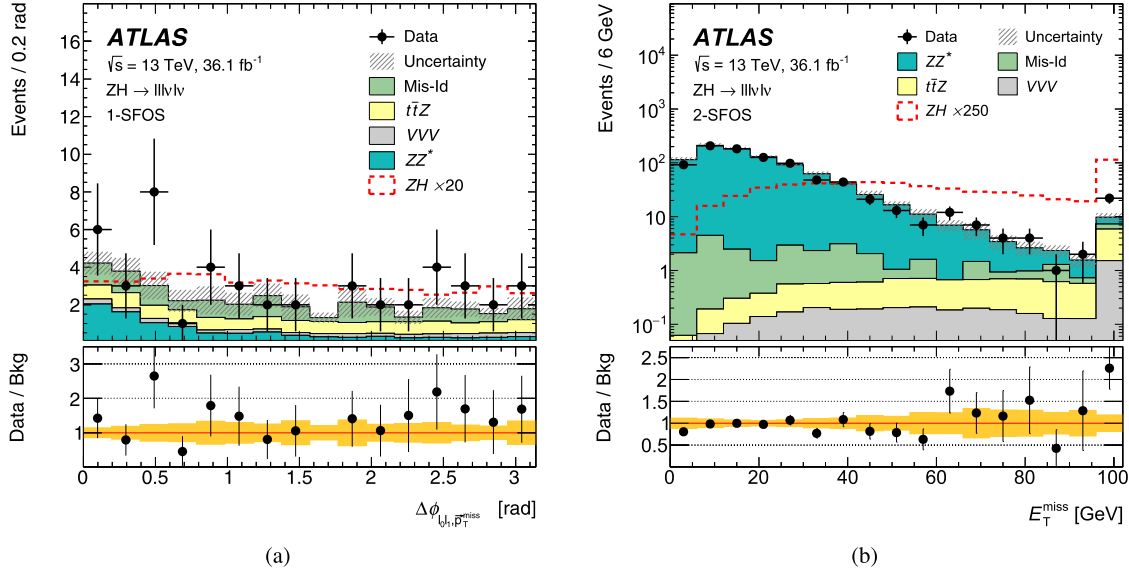 Events / 0.2 rad
16
14
12
10
8
6
4
2
ATLAS
√s = 13 TeV, 36.1 fb⁻¹
ZH → lllνlν
1-SFOS
Data
Uncertainty
Mis-Id
tt̄Z
VVV
ZZ*
ZH ×20
Data / Bkg
3
2
1
0 0.5 1 1.5 2 2.5 3
Δϕ l₀l₁,p⃗ᵀmiss [rad]
(a)
Events / 6 GeV
10⁴
10³
10²
10
1
10⁻¹
ATLAS
√s = 13 TeV, 36.1 fb⁻¹
ZH → lllνlν
2-SFOS
Data
Uncertainty
ZZ*
Mis-Id
tt̄Z
VVV
ZH ×250
Data / Bkg
2.5
2
1.5
1
0.5
0 20 40 60 80 100
E_T^miss [GeV]
(b)